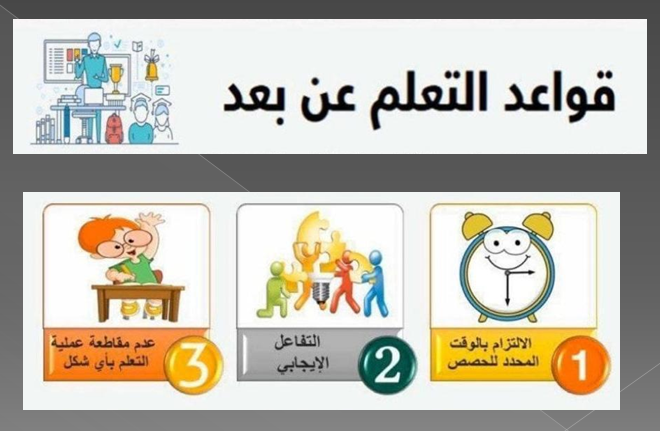 قواعد التعلم عن بعد
الالتزام بالوقت
المحدد للحصص
1
التفاعل
الإيجابي
2
عدم مقاطعة عملية
التعلم بأي شكل
3